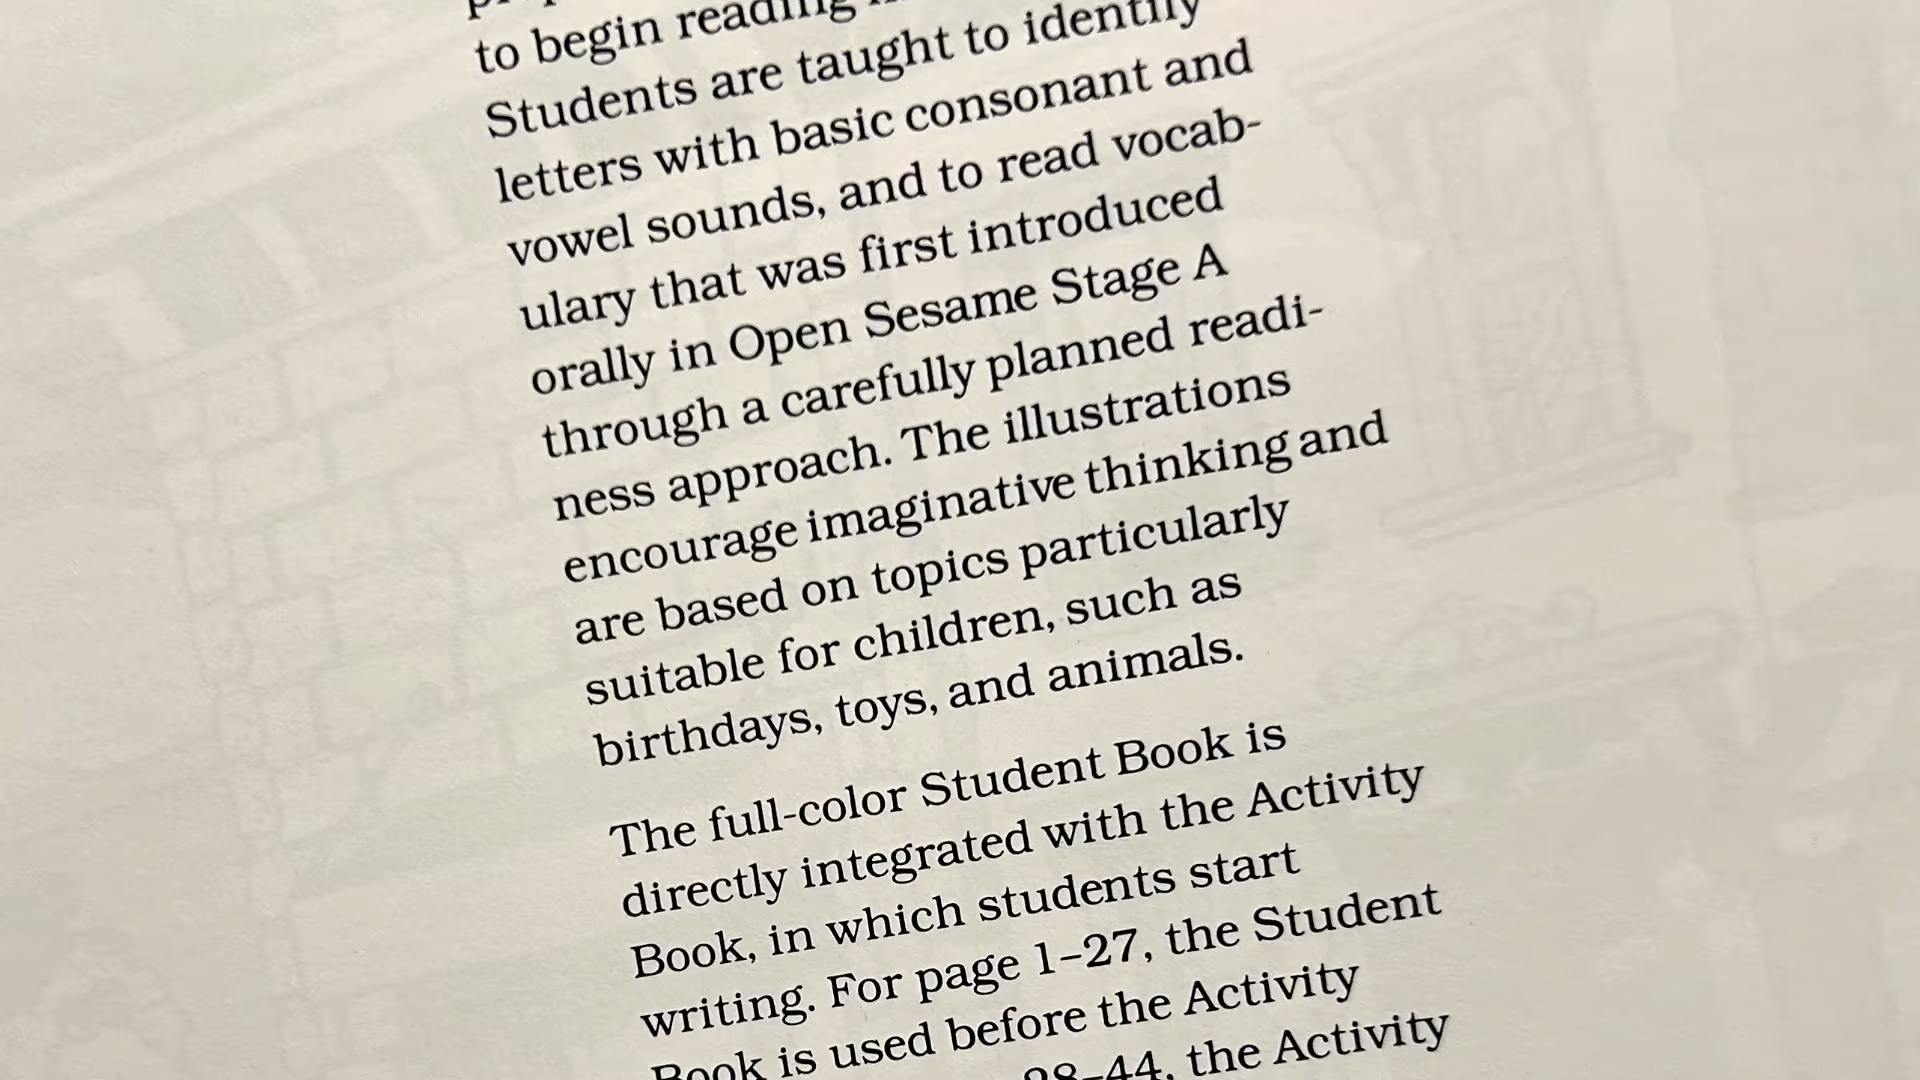 to begin reading
Students are taught to identify
letters with basic consonant and
vowel sounds, and to read vocab-
ulary that was first introduced
orally in Open Sesame Stage A
through a carefully planned readi-
ness approach. The illustrations
encourage imaginative thinking and
are based on topics particularly
suitable for children, such as
birthdays, toys, and animals.
The full-color Student Book is
directly integrated with the Activity
Book, in which students start
writing. For page 1–27, the Student
Book is used before the Activity
28–44, the Activity